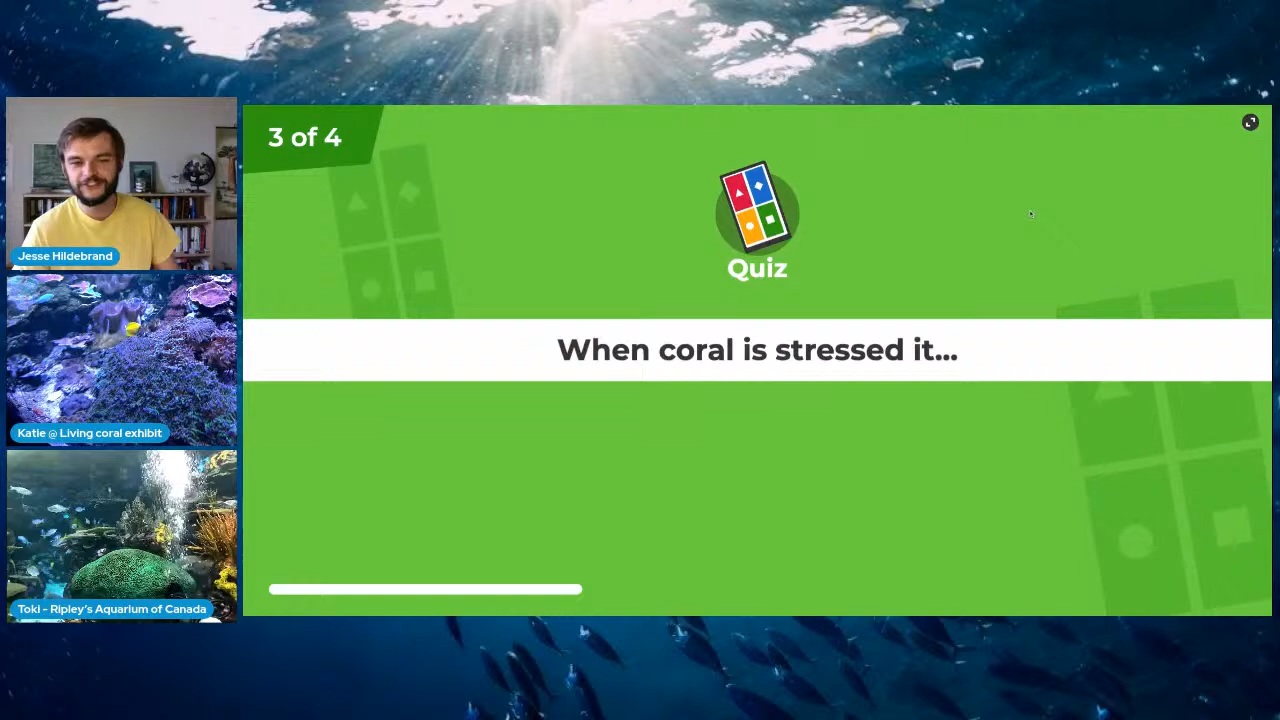 3 of 4
Quiz
When coral is stressed it...
Jesse Hildebrand
Katie @ Living coral exhibit
Toki - Ripley's Aquarium of Canada